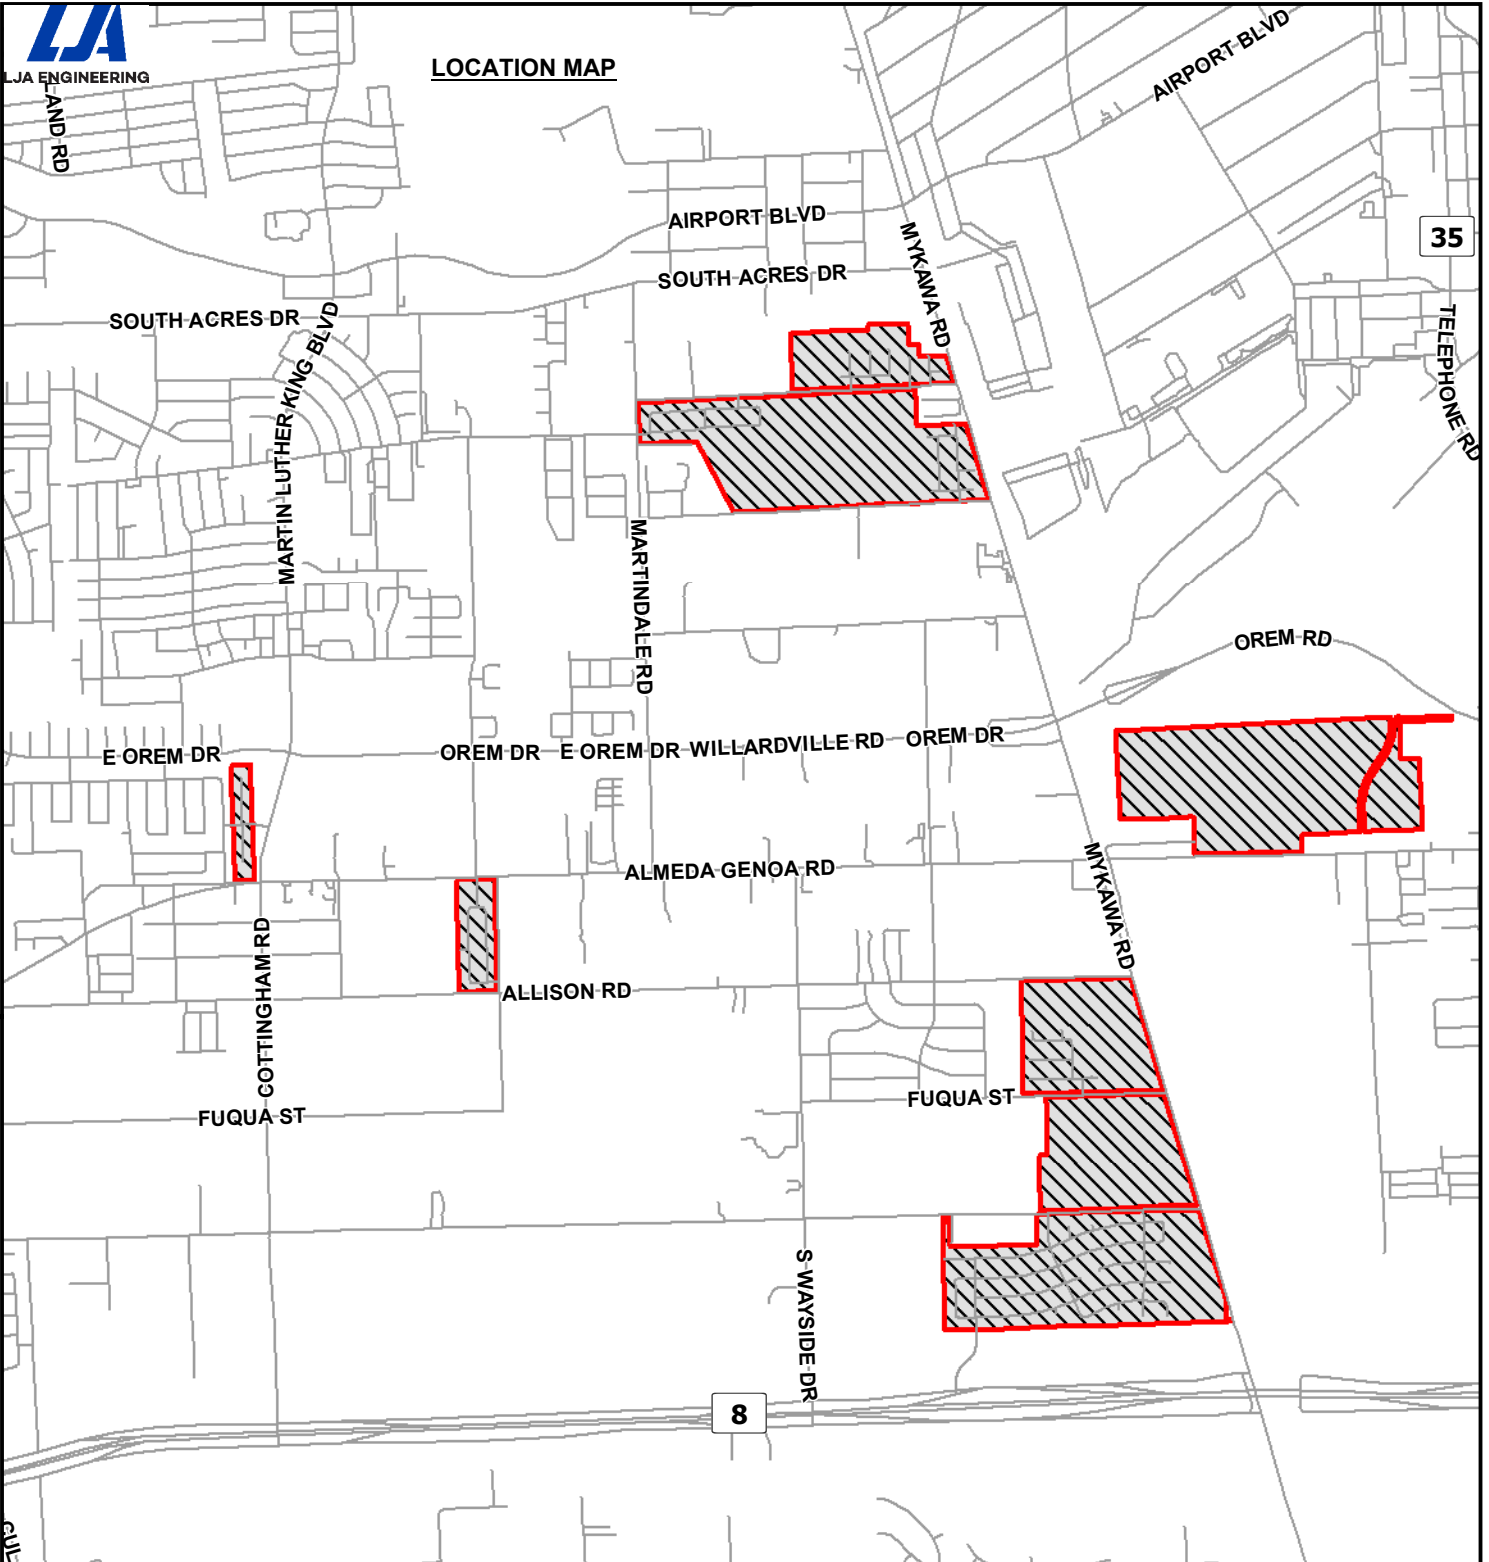 LJA
LJA ENGINEERING
LOCATION MAP
AIRPORT BLVD
LAND RD
AIRPORT BLVD
35
MYKAWA RD
SOUTH ACRES DR
SOUTH ACRES DR
MARTIN LUTHER KING BLVD
TELEPHONE RD
MARTINDALE RD
OREM RD
E OREM DR
OREM DR
E OREM DR
WILLARDVILLE RD
OREM DR
ALMEDA GENOA RD
MYKAWA RD
COTTINGHAM RD
ALLISON RD
FUQUA ST
FUQUA ST
S WAYSIDE DR
8